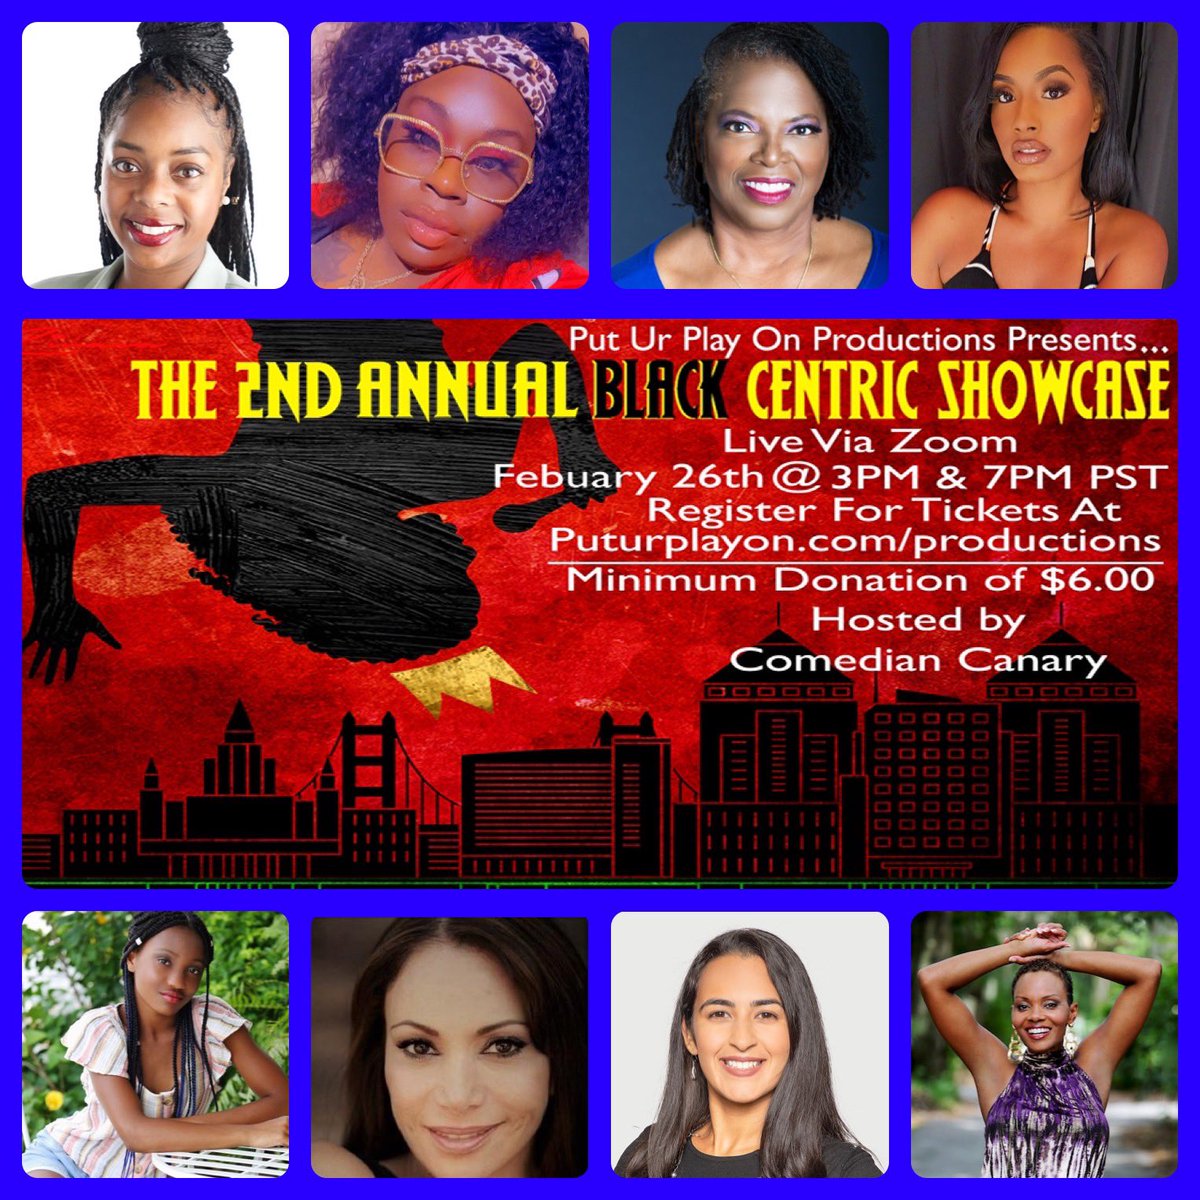 Put Ur Play On Productions Presents...
THE 2ND ANNUAL BLACK CENTRIC SHOWCASE
Live Via Zoom
Febuary 26th @ 3PM & 7PM PST
Register For Tickets At
Puturplayon.com/productions
Minimum Donation of $6.00
Hosted by
Comedian Canary